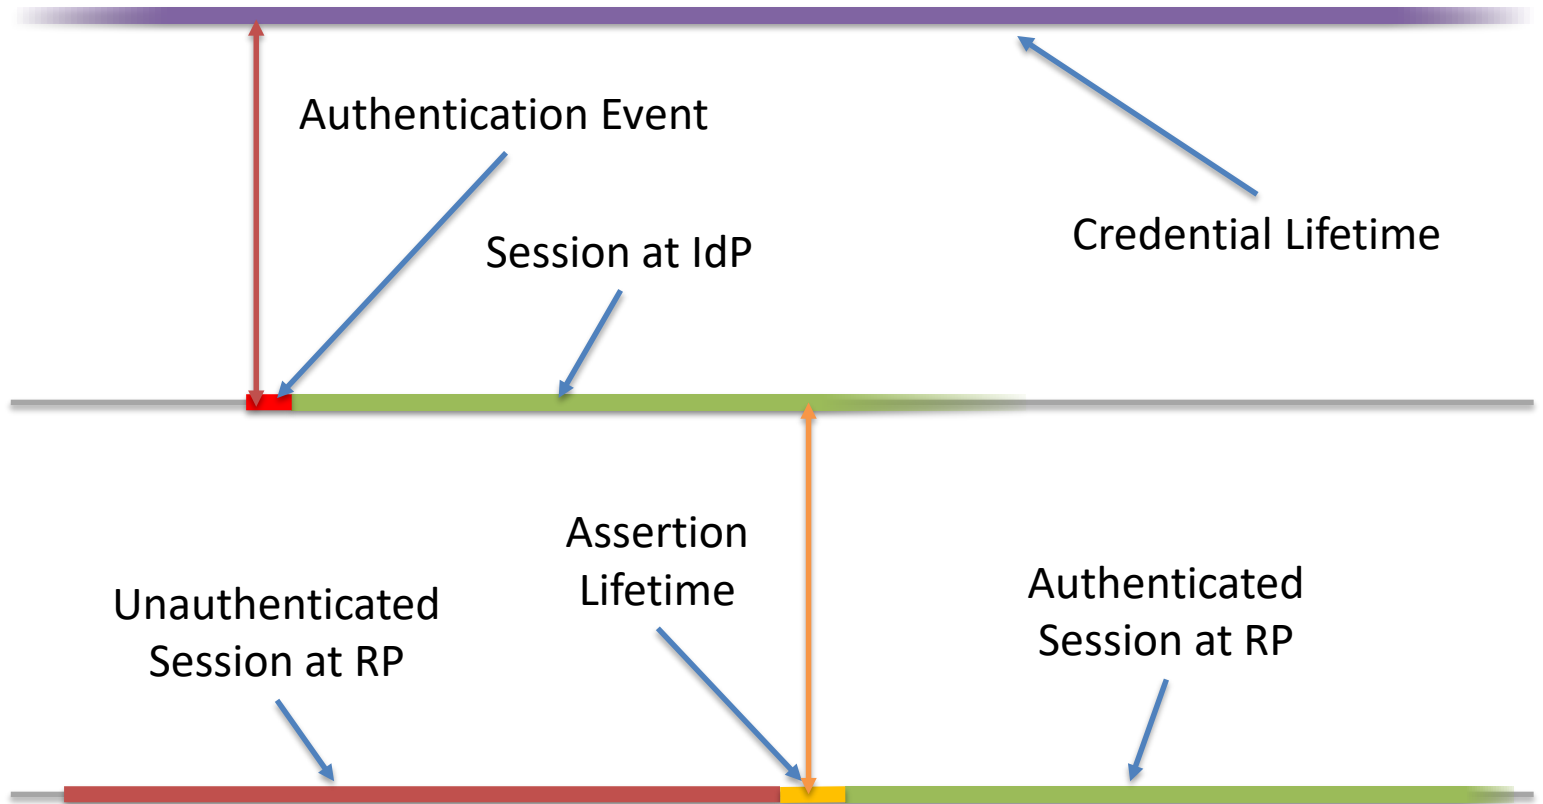 Authentication Event
Session at IdP
Credential Lifetime
Assertion
Lifetime
Unauthenticated
Session at RP
Authenticated
Session at RP